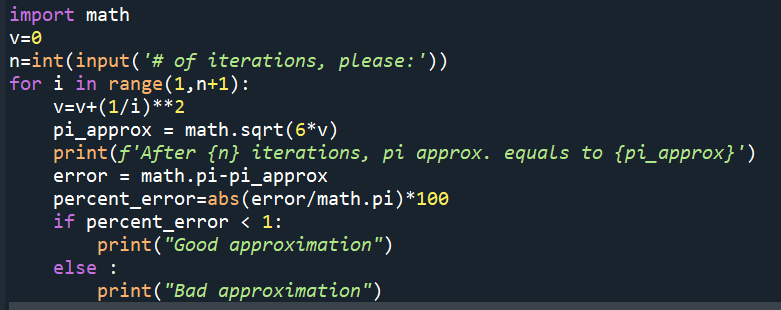 import math
v=0
n=int(input('# of iterations, please:'))
for i in range(1,n+1):
    v=v+(1/i)**2
    pi_approx = math.sqrt(6*v)
    print(f'After {n} iterations, pi approx. equals to {pi_approx}')
    error = math.pi-pi_approx
    percent_error=abs(error/math.pi)*100
    if percent_error < 1:
        print("Good approximation")
    else :
        print("Bad approximation")